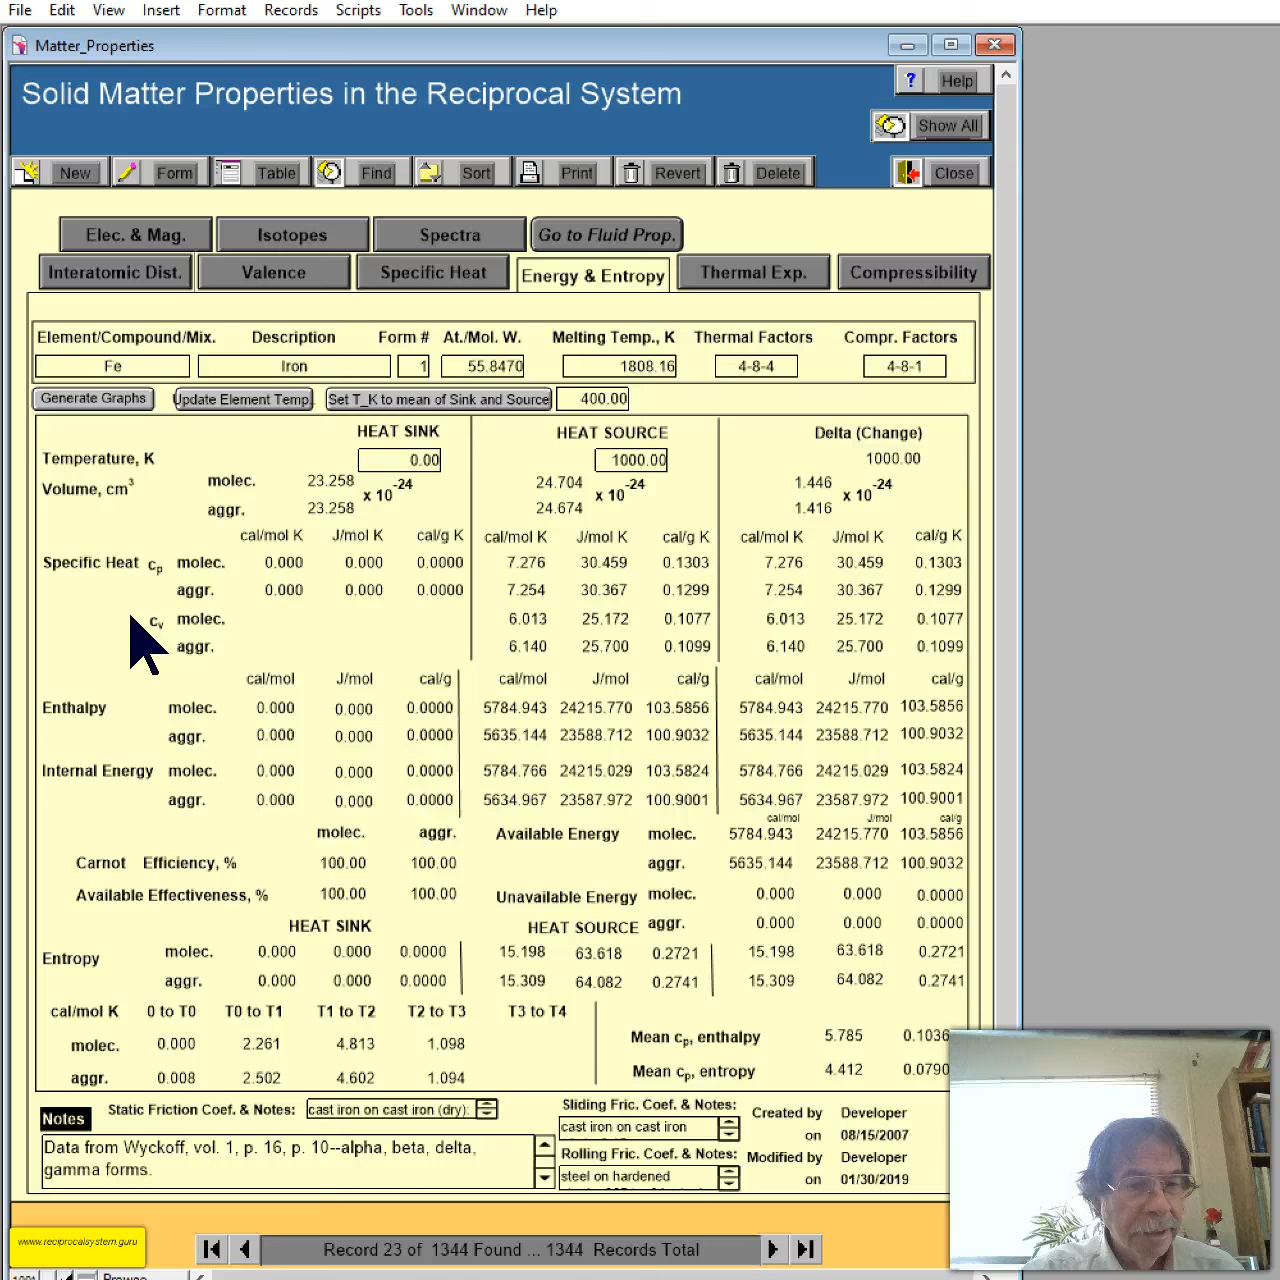 File Edit View Insert Format Records Scripts Tools Window Help
Matter_Properties
Solid Matter Properties in the Reciprocal System
? Help
Show All
New Form Table Find Sort Print Revert Delete Close
Elec. & Mag. Isotopes Spectra Go to Fluid Prop.
Interatomic Dist. Valence Specific Heat Energy & Entropy Thermal Exp. Compressibility
Element/Compound/Mix. Description Form # At./Mol. W. Melting Temp., K Thermal Factors Compr. Factors
Fe Iron 1 55.8470 1808.16 4-8-4 4-8-1
Generate Graphs Update Element Temp. Set T_K to mean of Sink and Source 400.00
HEAT SINK HEAT SOURCE Delta (Change)
Temperature, K 0.00 1000.00 1000.00
Volume, cm³ molec. 23.258 x 10-24 24.704 x 10-24 1.446 x 10-24
aggr. 23.258 24.674 1.416
cal/mol K J/mol K cal/g K cal/mol K J/mol K cal/g K cal/mol K J/mol K cal/g K
Specific Heat cp molec. 0.000 0.000 0.0000 7.276 30.459 0.1303 7.276 30.459 0.1303
aggr. 0.000 0.000 0.0000 7.254 30.367 0.1299 7.254 30.367 0.1299
cv molec. 6.013 25.172 0.1077 6.013 25.172 0.1077
aggr. 6.140 25.700 0.1099 6.140 25.700 0.1099
cal/mol J/mol cal/g cal/mol J/mol cal/g cal/mol J/mol cal/g
Enthalpy molec. 0.000 0.000 0.0000 5784.943 24215.770 103.5856 5784.943 24215.770 103.5856
aggr. 0.000 0.000 0.0000 5635.144 23588.712 100.9032 5635.144 23588.712 100.9032
Internal Energy molec. 0.000 0.000 0.0000 5784.766 24215.029 103.5824 5784.766 24215.029 103.5824
aggr. 0.000 0.000 0.0000 5634.967 23587.972 100.9001 5634.967 23587.972 100.9001
cal/mol J/mol cal/g
molec. aggr. Available Energy molec. 5784.943 24215.770 103.5856
Carnot Efficiency, % 100.00 100.00 aggr. 5635.144 23588.712 100.9032
Available Effectiveness, % 100.00 100.00 Unavailable Energy molec. 0.000 0.000 0.0000
HEAT SINK HEAT SOURCE aggr. 0.000 0.000 0.0000
Entropy molec. 0.000 0.000 0.0000 15.198 63.618 0.2721 15.198 63.618 0.2721
aggr. 0.000 0.000 0.0000 15.309 64.082 0.2741 15.309 64.082 0.2741
cal/mol K 0 to T0 T0 to T1 T1 to T2 T2 to T3 T3 to T4
molec. 0.000 2.261 4.813 1.098 Mean cp, enthalpy 5.785 0.1036
aggr. 0.008 2.502 4.602 1.094 Mean cp, entropy 4.412 0.0790
Notes Static Friction Coef. & Notes: cast iron on cast iron (dry): Sliding Fric. Coef. & Notes: Created by Developer
cast iron on cast iron on 08/15/2007
Data from Wyckoff, vol. 1, p. 16, p. 10--alpha, beta, delta, Rolling Fric. Coef. & Notes: Modified by Developer
gamma forms. steel on hardened on 01/30/2019
www.reciprocalsystem.guru
Record 23 of 1344 Found ... 1344 Records Total